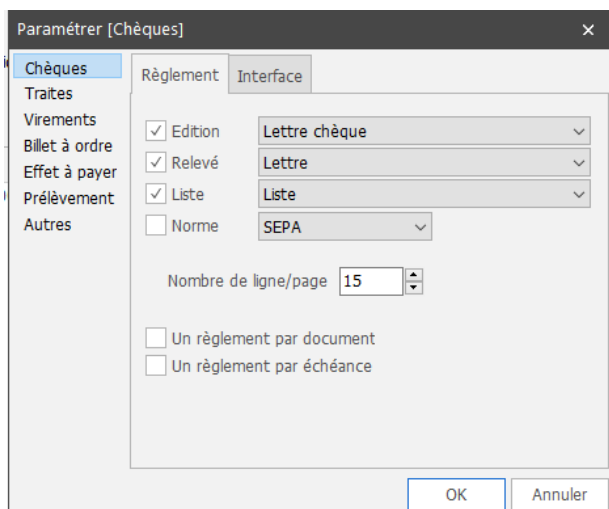 Paramétrer [Chèques]
Chèques
Traites
Virements
Billet à ordre
Effet à payer
Prélèvement
Autres
Règlement Interface
Edition Lettre chèque
Relevé Lettre
Liste Liste
Norme SEPA
Nombre de ligne/page 15
Un règlement par document
Un règlement par échéance
OK Annuler